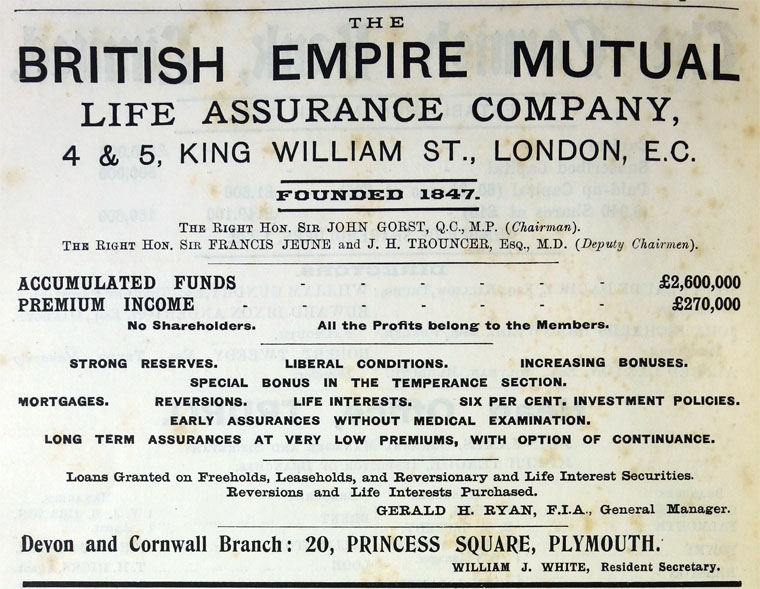 THE
BRITISH EMPIRE MUTUAL
LIFE ASSURANCE COMPANY,
4 & 5, KING WILLIAM ST., LONDON, E.C.
FOUNDED 1847.
THE RIGHT HON. SIR JOHN GORST, Q.C., M.P. (Chairman).
THE RIGHT HON. SIR FRANCIS JEUNE and J. H. TROUNCER, ESQ., M.D. (Deputy Chairmen).
ACCUMULATED FUNDS - - - - - £2,600,000
PREMIUM INCOME - - - - - £270,000
No Shareholders. All the Profits belong to the Members.
STRONG RESERVES. LIBERAL CONDITIONS. INCREASING BONUSES.
SPECIAL BONUS IN THE TEMPERANCE SECTION.
MORTGAGES. REVERSIONS. LIFE INTERESTS. SIX PER CENT. INVESTMENT POLICIES.
EARLY ASSURANCES WITHOUT MEDICAL EXAMINATION.
LONG TERM ASSURANCES AT VERY LOW PREMIUMS, WITH OPTION OF CONTINUANCE.
Loans Granted on Freeholds, Leaseholds, and Reversionary and Life Interest Securities.
Reversions and Life Interests Purchased.
GERALD H. RYAN, F.I.A., General Manager.
Devon and Cornwall Branch: 20, PRINCESS SQUARE, PLYMOUTH.
WILLIAM J. WHITE, Resident Secretary.